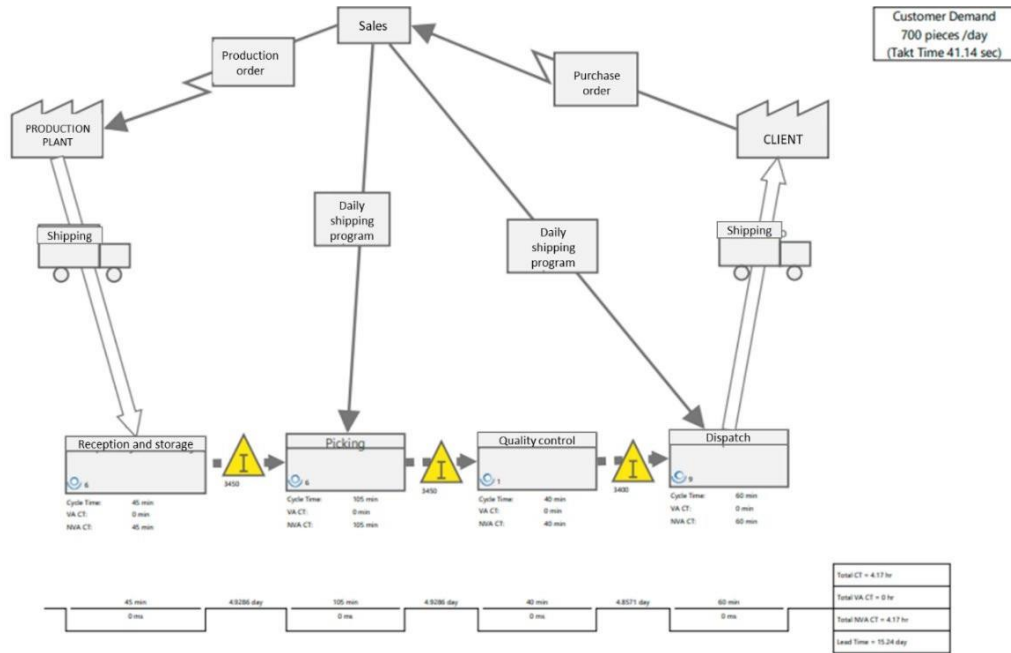 Sales
Customer Demand
700 pieces /day
(Takt Time 41.14 sec)
Production
order
Purchase
order
PRODUCTION
PLANT
CLIENT
Shipping
Daily
shipping
program
Daily
shipping
program
Shipping
Reception and storage
6
Cycle Time: 45 min
VA CT: 0 min
NVA CT: 45 min
I
3450
Picking
6
Cycle Time: 105 min
VA CT: 0 min
NVA CT: 105 min
I
3450
Quality control
1
Cycle Time: 40 min
VA CT: 0 min
NVA CT: 40 min
I
3400
Dispatch
9
Cycle Time: 60 min
VA CT: 0 min
NVA CT: 60 min
45 min 4.9286 day 105 min 4.9286 day 40 min 4.8571 day 60 min
0 ms 0 ms 0 ms 0 ms
Total CT = 4.17 hr
Total VA CT = 0 hr
Total NVA CT = 4.17 hr
Lead Time = 15.24 day